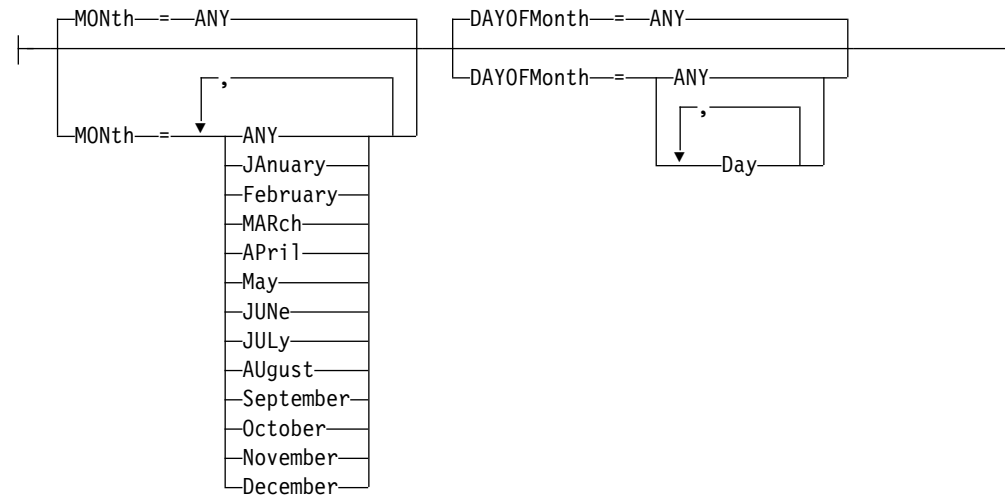 MONth = ANY DAYOFMonth = ANY
DAYOFMonth = ANY
, ,
MONth = ANY Day
JAnuary
February
MARch
APril
May
JUNe
JULy
AUgust
September
October
November
December